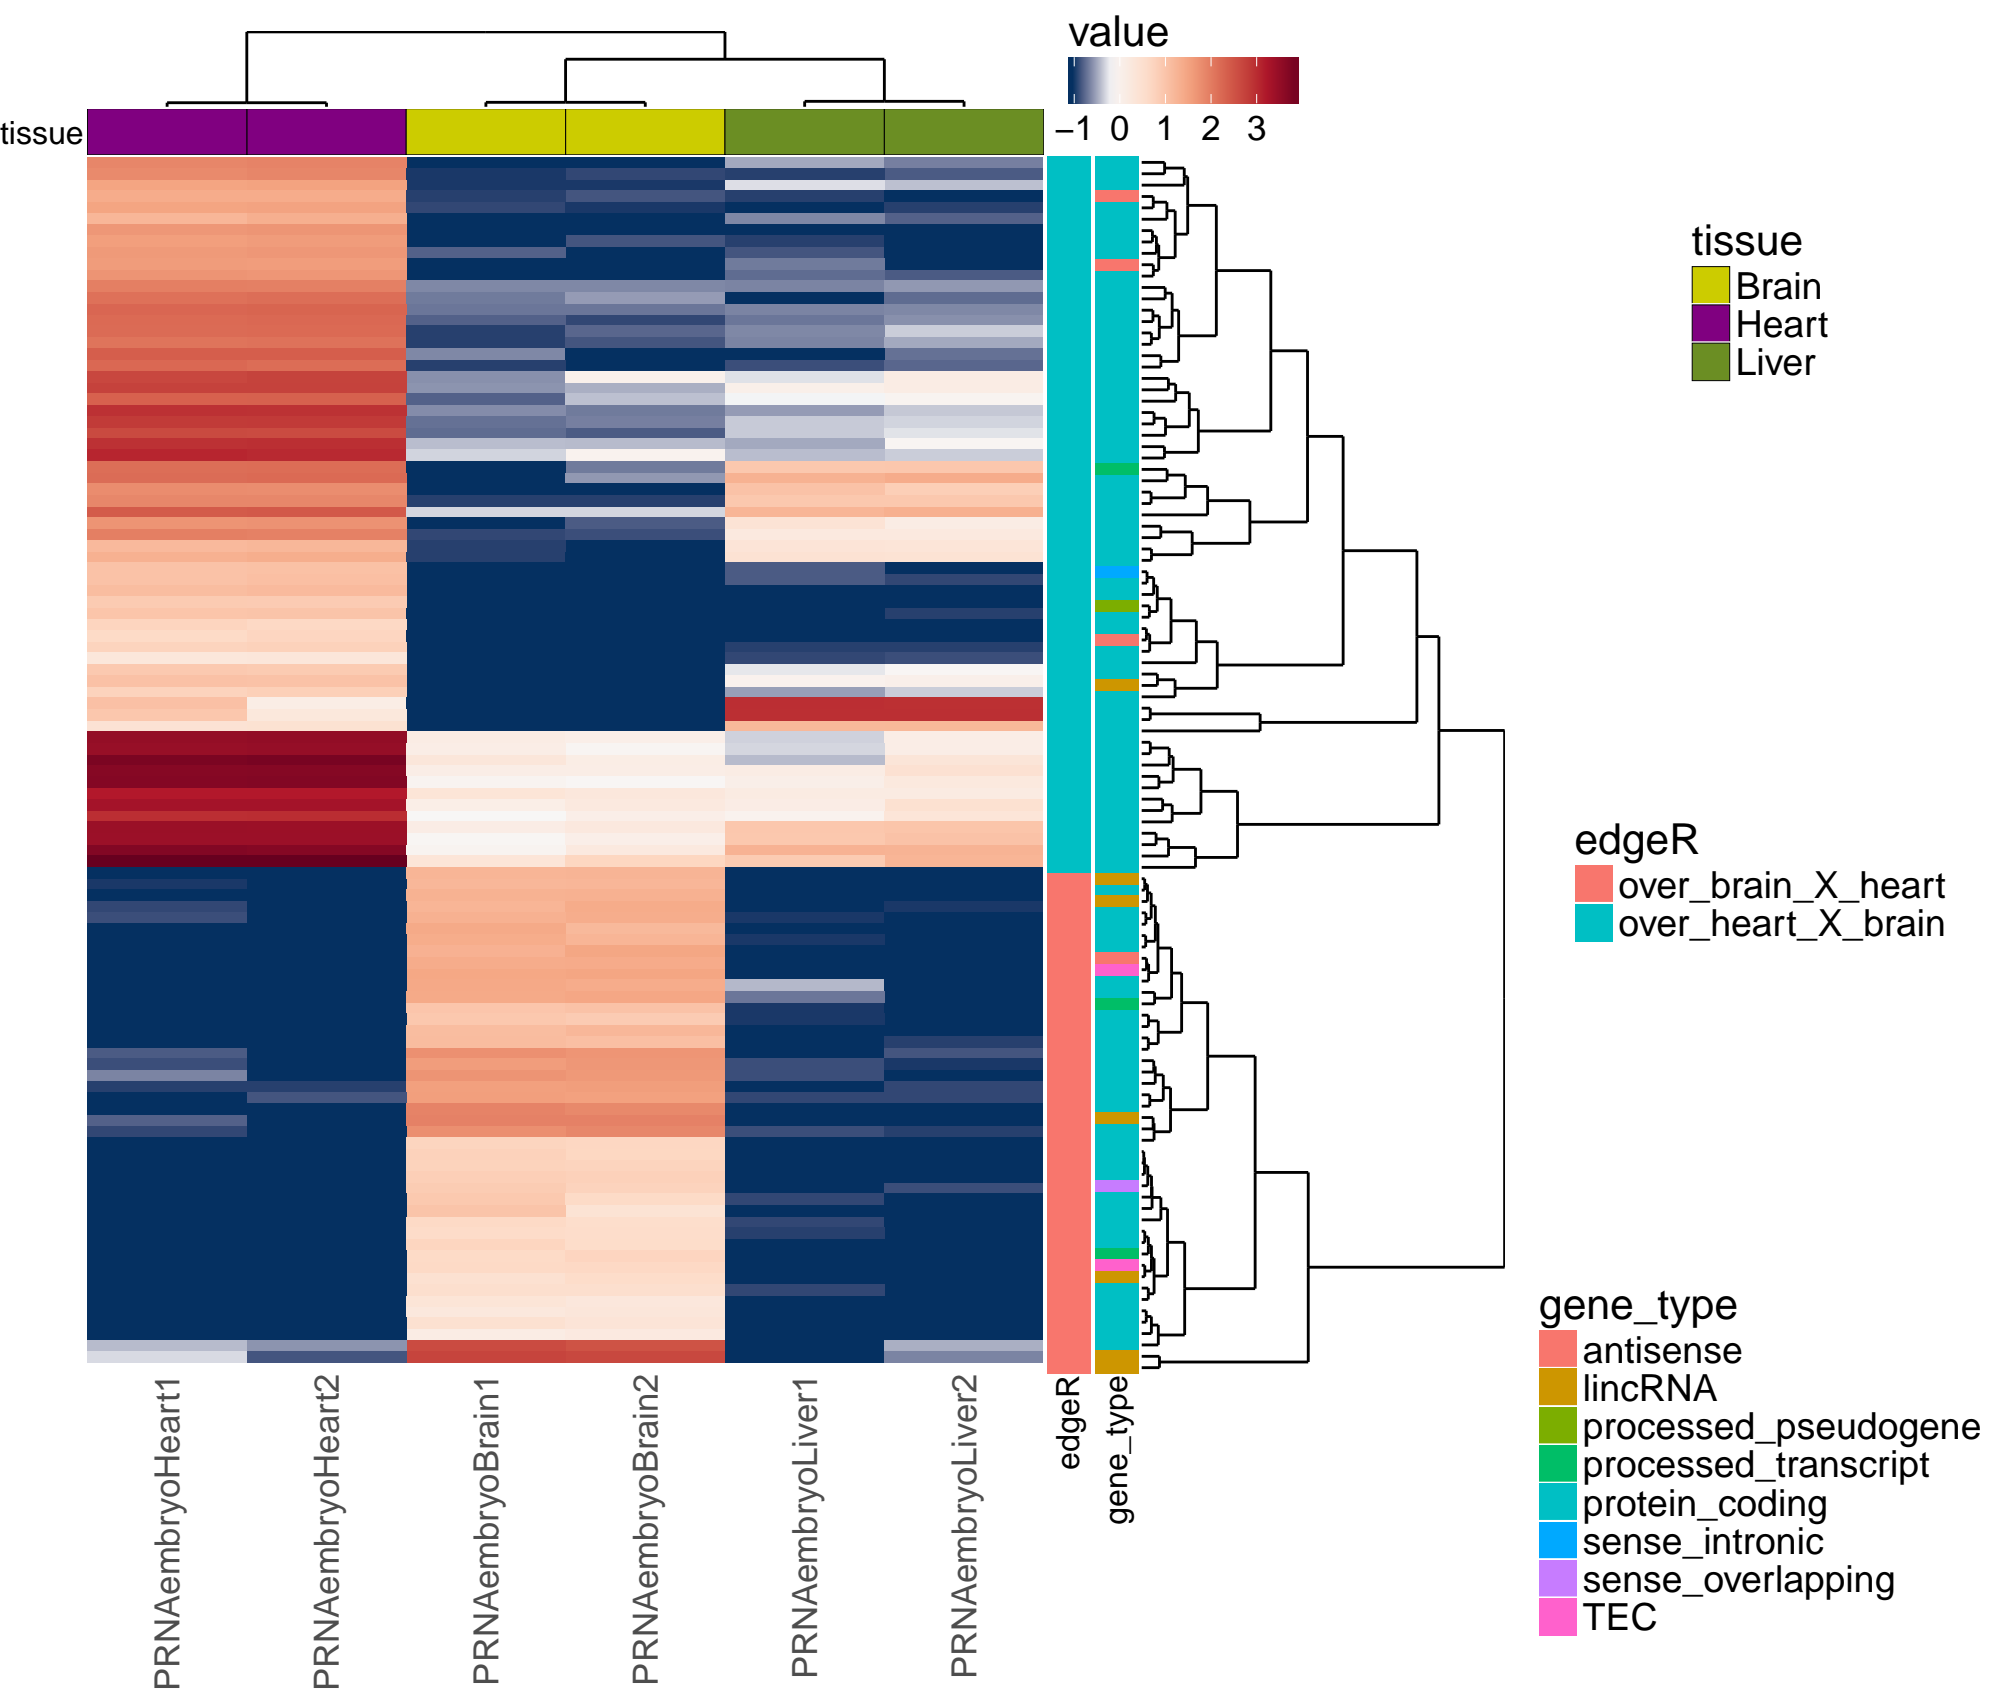 value
−1 0 1 2 3
tissue
tissue
Brain
Heart
Liver
edgeR
over_brain_X_heart
over_heart_X_brain
gene_type
antisense
lincRNA
processed_pseudogene
processed_transcript
protein_coding
sense_intronic
sense_overlapping
TEC
PRNAembryoHeart1
PRNAembryoHeart2
PRNAembryoBrain1
PRNAembryoBrain2
PRNAembryoLiver1
PRNAembryoLiver2
edgeR
gene_type